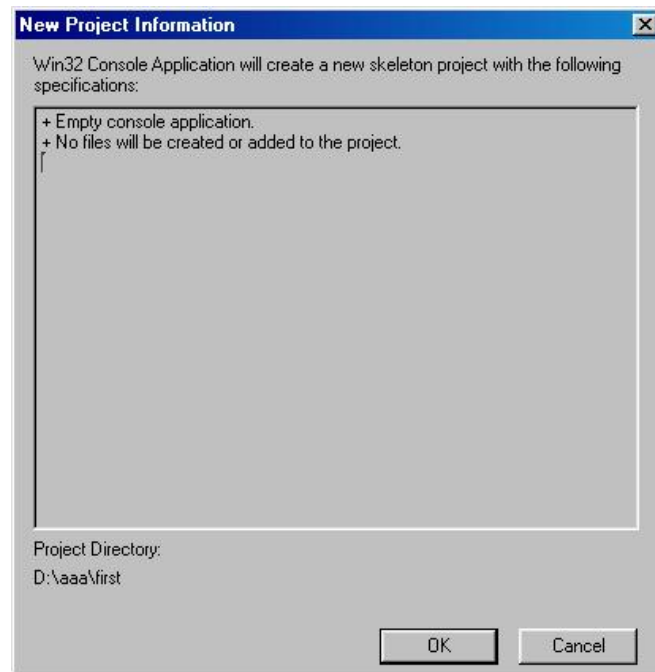 New Project Information
Win32 Console Application will create a new skeleton project with the following
specifications:
+ Empty console application.
+ No files will be created or added to the project.
Project Directory:
D:\aaa\first
OK Cancel